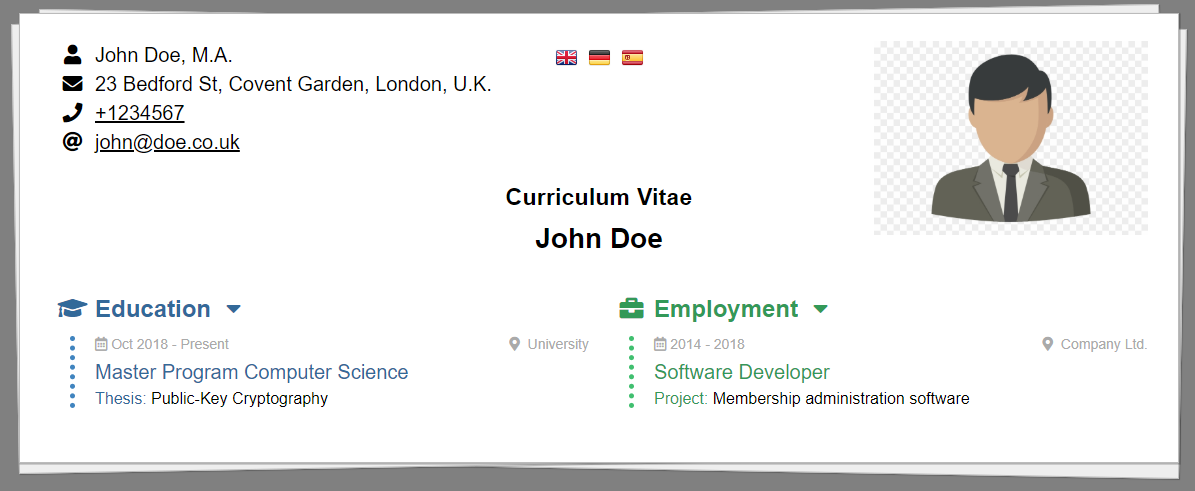 John Doe, M.A.
23 Bedford St, Covent Garden, London, U.K.
+1234567
john@doe.co.uk
Curriculum Vitae
John Doe
Education
Oct 2018 - Present University
Master Program Computer Science
Thesis: Public-Key Cryptography
Employment
2014 - 2018 Company Ltd.
Software Developer
Project: Membership administration software